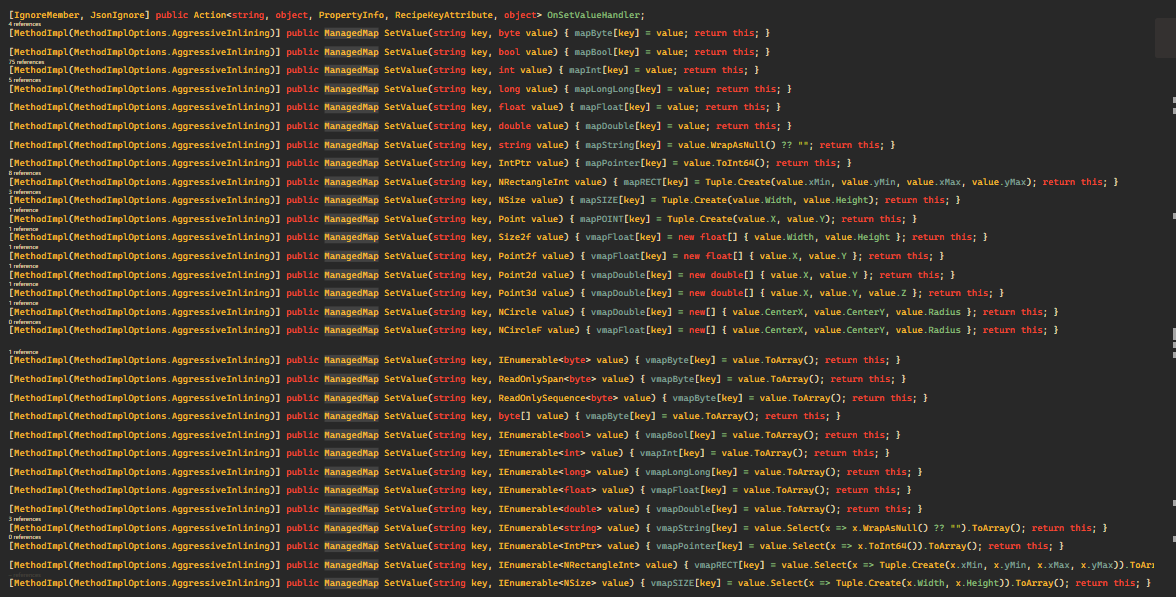 [IgnoreMember, JsonIgnore] public Action<string, object, PropertyInfo, RecipeKeyAttribute, object> OnSetValueHandler;
4 references
[MethodImpl(MethodImplOptions.AggressiveInlining)] public ManagedMap SetValue(string key, byte value) { mapByte[key] = value; return this; }
[MethodImpl(MethodImplOptions.AggressiveInlining)] public ManagedMap SetValue(string key, bool value) { mapBool[key] = value; return this; }
75 references
[MethodImpl(MethodImplOptions.AggressiveInlining)] public ManagedMap SetValue(string key, int value) { mapInt[key] = value; return this; }
5 references
[MethodImpl(MethodImplOptions.AggressiveInlining)] public ManagedMap SetValue(string key, long value) { mapLongLong[key] = value; return this; }
[MethodImpl(MethodImplOptions.AggressiveInlining)] public ManagedMap SetValue(string key, float value) { mapFloat[key] = value; return this; }
[MethodImpl(MethodImplOptions.AggressiveInlining)] public ManagedMap SetValue(string key, double value) { mapDouble[key] = value; return this; }
[MethodImpl(MethodImplOptions.AggressiveInlining)] public ManagedMap SetValue(string key, string value) { mapString[key] = value.WrapAsNull() ?? ""; return this; }
[MethodImpl(MethodImplOptions.AggressiveInlining)] public ManagedMap SetValue(string key, IntPtr value) { mapPointer[key] = value.ToInt64(); return this; }
8 references
[MethodImpl(MethodImplOptions.AggressiveInlining)] public ManagedMap SetValue(string key, NRectangleInt value) { mapRECT[key] = Tuple.Create(value.xMin, value.yMin, value.xMax, value.yMax); return this; }
3 references
[MethodImpl(MethodImplOptions.AggressiveInlining)] public ManagedMap SetValue(string key, NSize value) { mapSIZE[key] = Tuple.Create(value.Width, value.Height); return this; }
1 reference
[MethodImpl(MethodImplOptions.AggressiveInlining)] public ManagedMap SetValue(string key, Point value) { mapPOINT[key] = Tuple.Create(value.X, value.Y); return this; }
1 reference
[MethodImpl(MethodImplOptions.AggressiveInlining)] public ManagedMap SetValue(string key, Size2f value) { vmapFloat[key] = new float[] { value.Width, value.Height }; return this; }
1 reference
[MethodImpl(MethodImplOptions.AggressiveInlining)] public ManagedMap SetValue(string key, Point2f value) { vmapFloat[key] = new float[] { value.X, value.Y }; return this; }
1 reference
[MethodImpl(MethodImplOptions.AggressiveInlining)] public ManagedMap SetValue(string key, Point2d value) { vmapDouble[key] = new double[] { value.X, value.Y }; return this; }
1 reference
[MethodImpl(MethodImplOptions.AggressiveInlining)] public ManagedMap SetValue(string key, Point3d value) { vmapDouble[key] = new double[] { value.X, value.Y, value.Z }; return this; }
1 reference
[MethodImpl(MethodImplOptions.AggressiveInlining)] public ManagedMap SetValue(string key, NCircle value) { vmapDouble[key] = new[] { value.CenterX, value.CenterY, value.Radius }; return this; }
0 references
[MethodImpl(MethodImplOptions.AggressiveInlining)] public ManagedMap SetValue(string key, NCircleF value) { vmapFloat[key] = new[] { value.CenterX, value.CenterY, value.Radius }; return this; }
1 reference
[MethodImpl(MethodImplOptions.AggressiveInlining)] public ManagedMap SetValue(string key, IEnumerable<byte> value) { vmapByte[key] = value.ToArray(); return this; }
[MethodImpl(MethodImplOptions.AggressiveInlining)] public ManagedMap SetValue(string key, ReadOnlySpan<byte> value) { vmapByte[key] = value.ToArray(); return this; }
[MethodImpl(MethodImplOptions.AggressiveInlining)] public ManagedMap SetValue(string key, ReadOnlySequence<byte> value) { vmapByte[key] = value.ToArray(); return this; }
[MethodImpl(MethodImplOptions.AggressiveInlining)] public ManagedMap SetValue(string key, byte[] value) { vmapByte[key] = value.ToArray(); return this; }
[MethodImpl(MethodImplOptions.AggressiveInlining)] public ManagedMap SetValue(string key, IEnumerable<bool> value) { vmapBool[key] = value.ToArray(); return this; }
[MethodImpl(MethodImplOptions.AggressiveInlining)] public ManagedMap SetValue(string key, IEnumerable<int> value) { vmapInt[key] = value.ToArray(); return this; }
[MethodImpl(MethodImplOptions.AggressiveInlining)] public ManagedMap SetValue(string key, IEnumerable<long> value) { vmapLongLong[key] = value.ToArray(); return this; }
[MethodImpl(MethodImplOptions.AggressiveInlining)] public ManagedMap SetValue(string key, IEnumerable<float> value) { vmapFloat[key] = value.ToArray(); return this; }
[MethodImpl(MethodImplOptions.AggressiveInlining)] public ManagedMap SetValue(string key, IEnumerable<double> value) { vmapDouble[key] = value.ToArray(); return this; }
3 references
[MethodImpl(MethodImplOptions.AggressiveInlining)] public ManagedMap SetValue(string key, IEnumerable<string> value) { vmapString[key] = value.Select(x => x.WrapAsNull() ?? "").ToArray(); return this; }
0 references
[MethodImpl(MethodImplOptions.AggressiveInlining)] public ManagedMap SetValue(string key, IEnumerable<IntPtr> value) { vmapPointer[key] = value.Select(x => x.ToInt64()).ToArray(); return this; }
[MethodImpl(MethodImplOptions.AggressiveInlining)] public ManagedMap SetValue(string key, IEnumerable<NRectangleInt> value) { vmapRECT[key] = value.Select(x => Tuple.Create(x.xMin, x.yMin, x.xMax, x.yMax)).ToAr
[MethodImpl(MethodImplOptions.AggressiveInlining)] public ManagedMap SetValue(string key, IEnumerable<NSize> value) { vmapSIZE[key] = value.Select(x => Tuple.Create(x.Width, x.Height)).ToArray(); return this; }